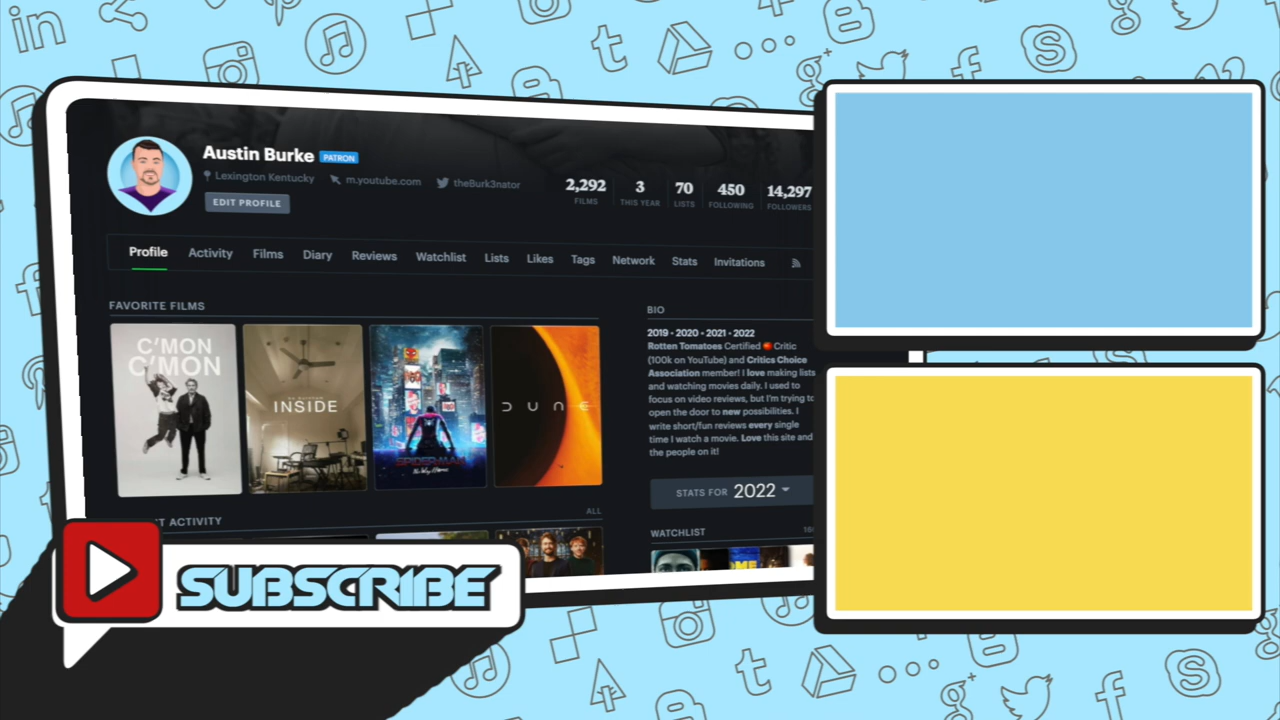 Austin Burke PATRON
Lexington Kentucky m.youtube.com theBurk3nator
EDIT PROFILE
2,292 3 70 450 14,297
FILMS THIS YEAR LISTS FOLLOWING FOLLOWERS
Profile Activity Films Diary Reviews Watchlist Lists Likes Tags Network Stats Invitations
FAVORITE FILMS
C'MON
C'MON
INSIDE
SPIDER-MAN
DUNE
BIO
2019 - 2020 - 2021 - 2022
Rotten Tomatoes Certified Critic
(100k on YouTube) and Critics Choice
Association member! I love making lists
and watching movies daily. I used to
focus on video reviews, but I'm trying to
open the door to new possibilities. I
write short/fun reviews every single
time I watch a movie. Love this site and
the people on it!
STATS FOR 2022
T ACTIVITY ALL
WATCHLIST
SUBSCRIBE